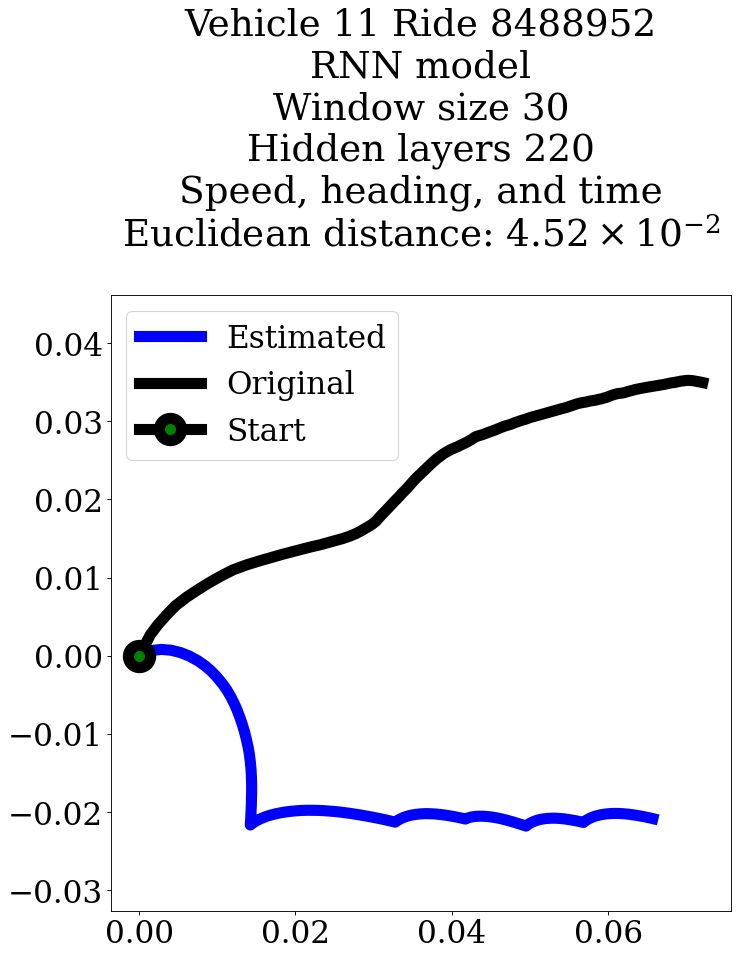 Vehicle 11 Ride 8488952
RNN model
Window size 30
Hidden layers 220
Speed, heading, and time
Euclidean distance: 4.52 × 10⁻²
Estimated
Original
Start
0.04
0.03
0.02
0.01
0.00
−0.01
−0.02
−0.03
0.00 0.02 0.04 0.06